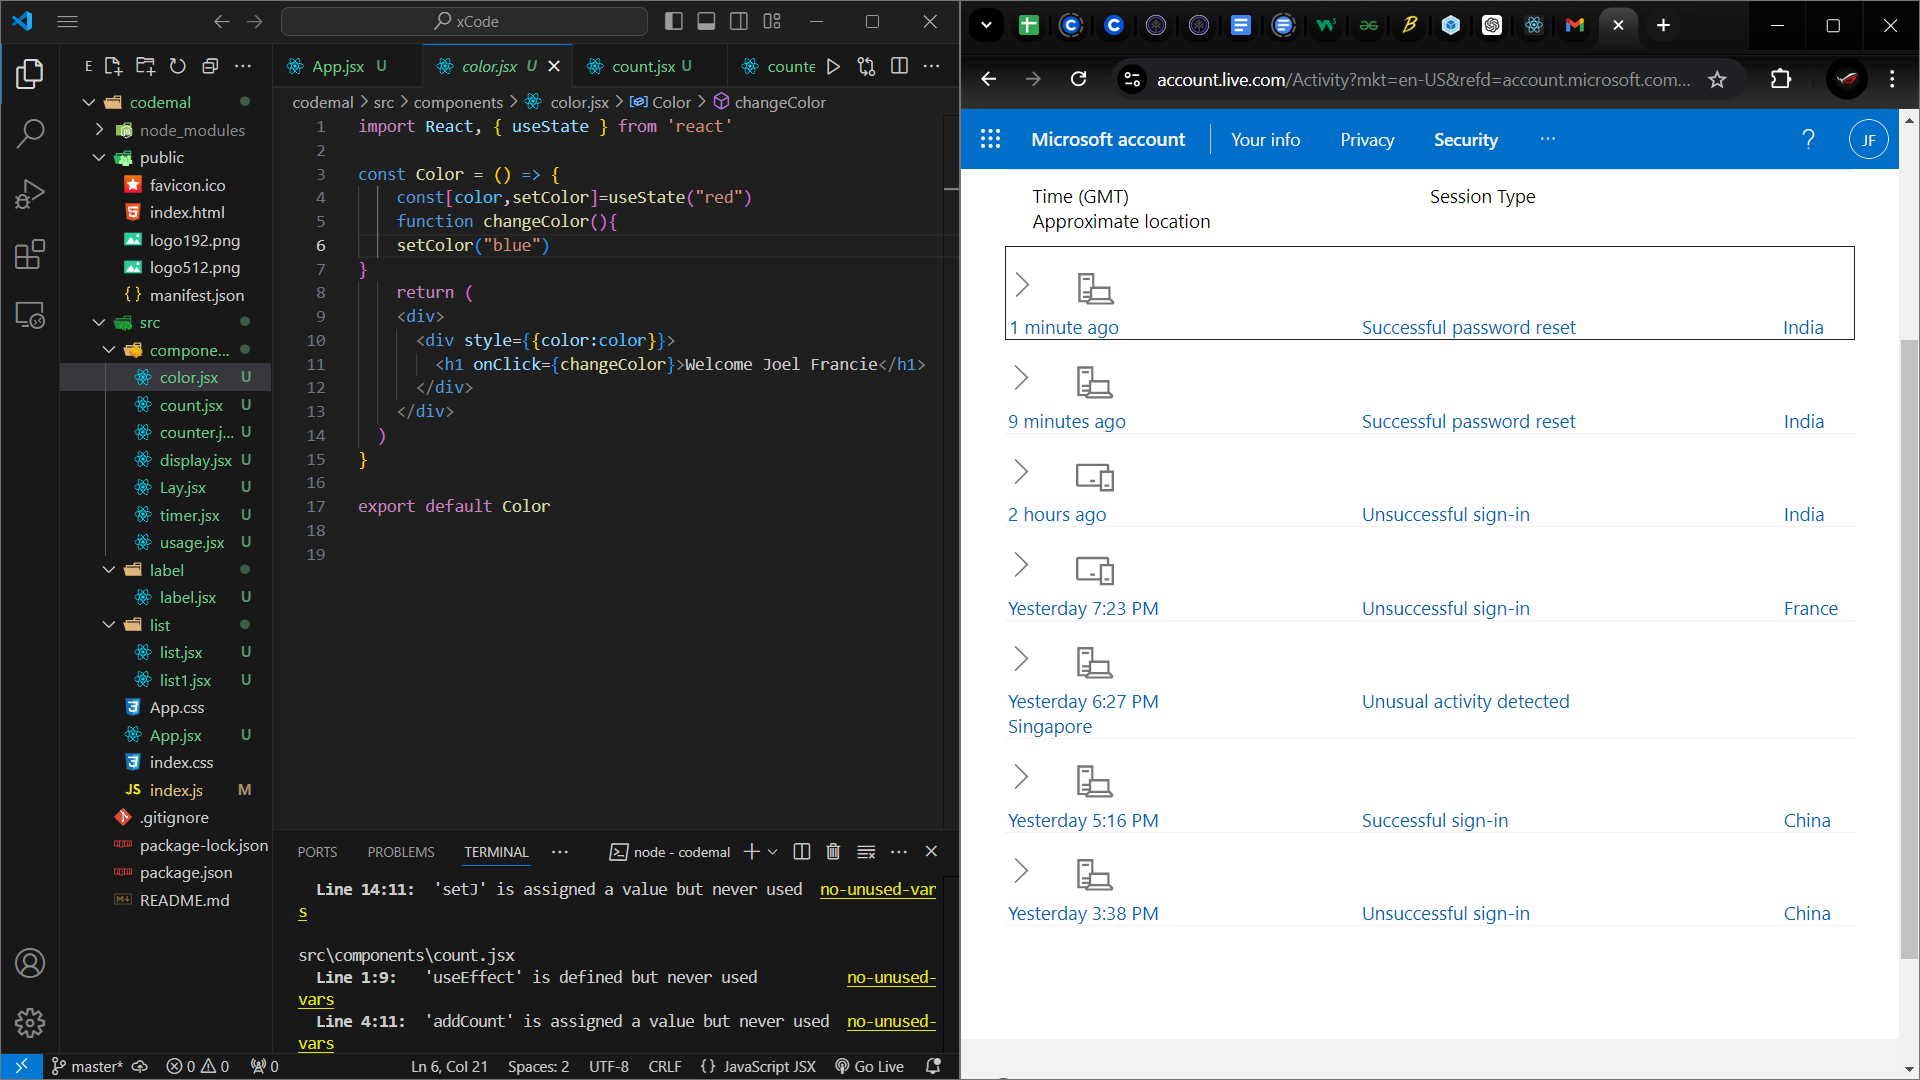 xCode
E
codemal
node_modules
public
favicon.ico
index.html
logo192.png
logo512.png
manifest.json
src
compone...
color.jsx U
count.jsx U
counter.j... U
display.jsx U
Lay.jsx U
timer.jsx U
usage.jsx U
label
label.jsx U
list
list.jsx U
list1.jsx U
App.css
App.jsx U
index.css
JS index.js M
.gitignore
package-lock.json
package.json
README.md
App.jsx U
color.jsx U
count.jsx U
counte
codemal > src > components > color.jsx > Color > changeColor
1 import React, { useState } from 'react'
2
3 const Color = () => {
4 const[color,setColor]=useState("red")
5 function changeColor(){
6 setColor("blue")
7 }
8 return (
9 <div>
10 <div style={{color:color}}>
11 <h1 onClick={changeColor}>Welcome Joel Francie</h1>
12 </div>
13 </div>
14 )
15 }
16
17 export default Color
18
19
PORTS PROBLEMS TERMINAL ... node - codemal
Line 14:11: 'setJ' is assigned a value but never used no-unused-var
s
src\components\count.jsx
Line 1:9: 'useEffect' is defined but never used no-unused-
vars
Line 4:11: 'addCount' is assigned a value but never used no-unused-
vars
master* 0 0 0 Ln 6, Col 21 Spaces: 2 UTF-8 CRLF {} JavaScript JSX Go Live
account.live.com/Activity?mkt=en-US&refd=account.microsoft.com...
Microsoft account Your info Privacy Security ... ? JF
Time (GMT) Session Type
Approximate location
1 minute ago Successful password reset India
9 minutes ago Successful password reset India
2 hours ago Unsuccessful sign-in India
Yesterday 7:23 PM Unsuccessful sign-in France
Yesterday 6:27 PM Unusual activity detected
Singapore
Yesterday 5:16 PM Successful sign-in China
Yesterday 3:38 PM Unsuccessful sign-in China